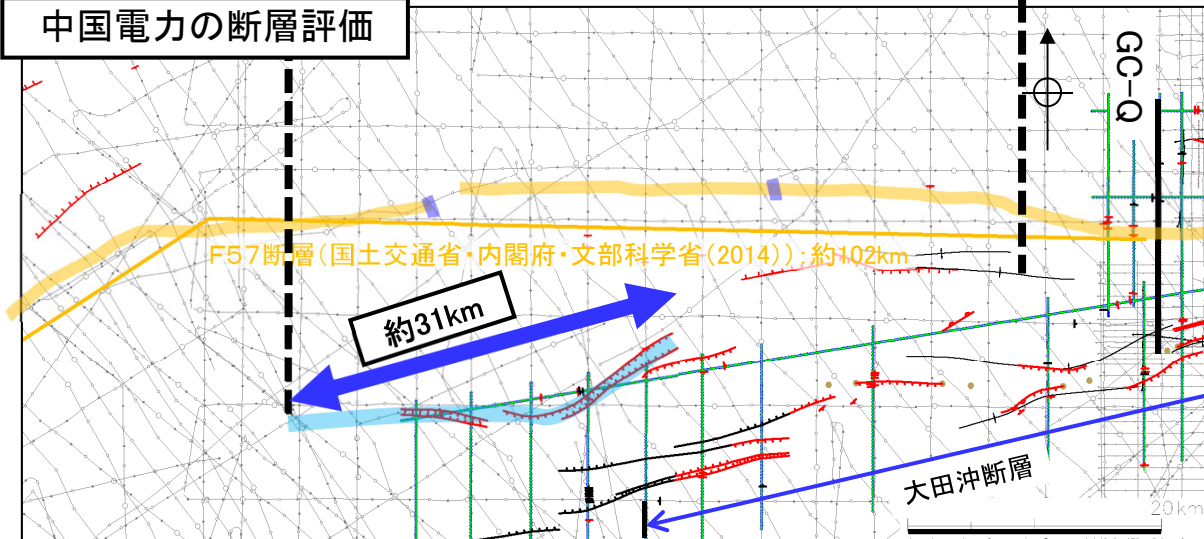 中国電力の断層評価
GC-Q
F57断層(国土交通省・内閣府・文部科学省(2014)):約102km
約31km
大田沖断層
20km